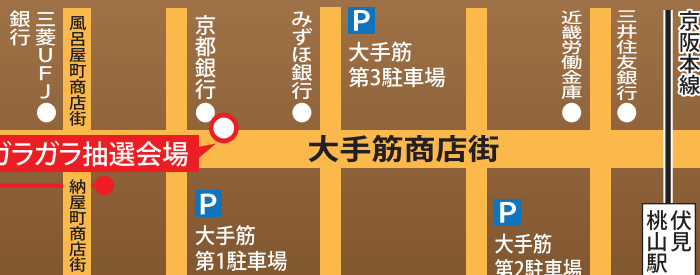 三菱UFJ
銀行
風呂屋町商店街
京都銀行
みずほ銀行
P
大手筋
第3駐車場
近畿労働金庫
三井住友銀行
京阪本線
ガラガラ抽選会場
大手筋商店街
納屋町商店街
P
大手筋
第1駐車場
P
大手筋
第2駐車場
伏見
桃山駅